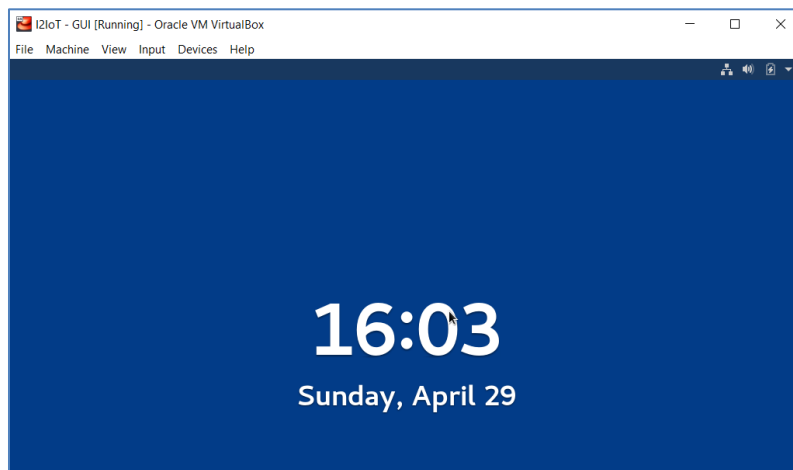 I2IoT - GUI [Running] - Oracle VM VirtualBox
File Machine View Input Devices Help
16:03
Sunday, April 29